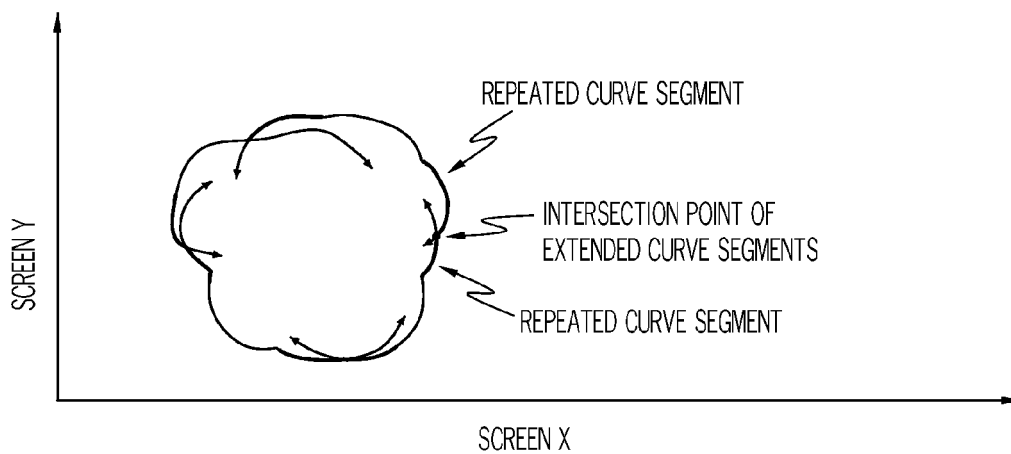 REPEATED CURVE SEGMENT
INTERSECTION POINT OF
EXTENDED CURVE SEGMENTS
REPEATED CURVE SEGMENT
SCREEN Y
SCREEN X